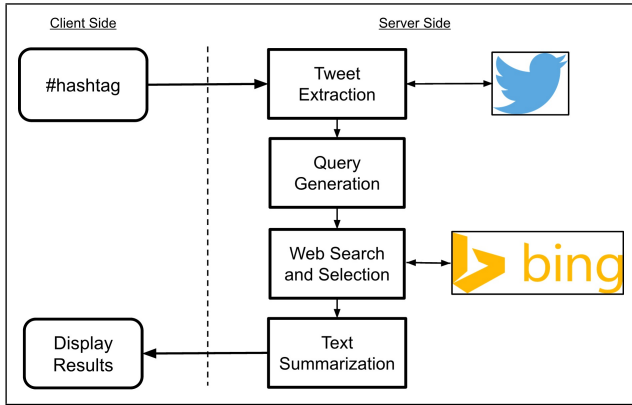 Client Side
Server Side
#hashtag
Tweet
Extraction
Query
Generation
Web Search
and Selection
bing
Display
Results
Text
Summarization